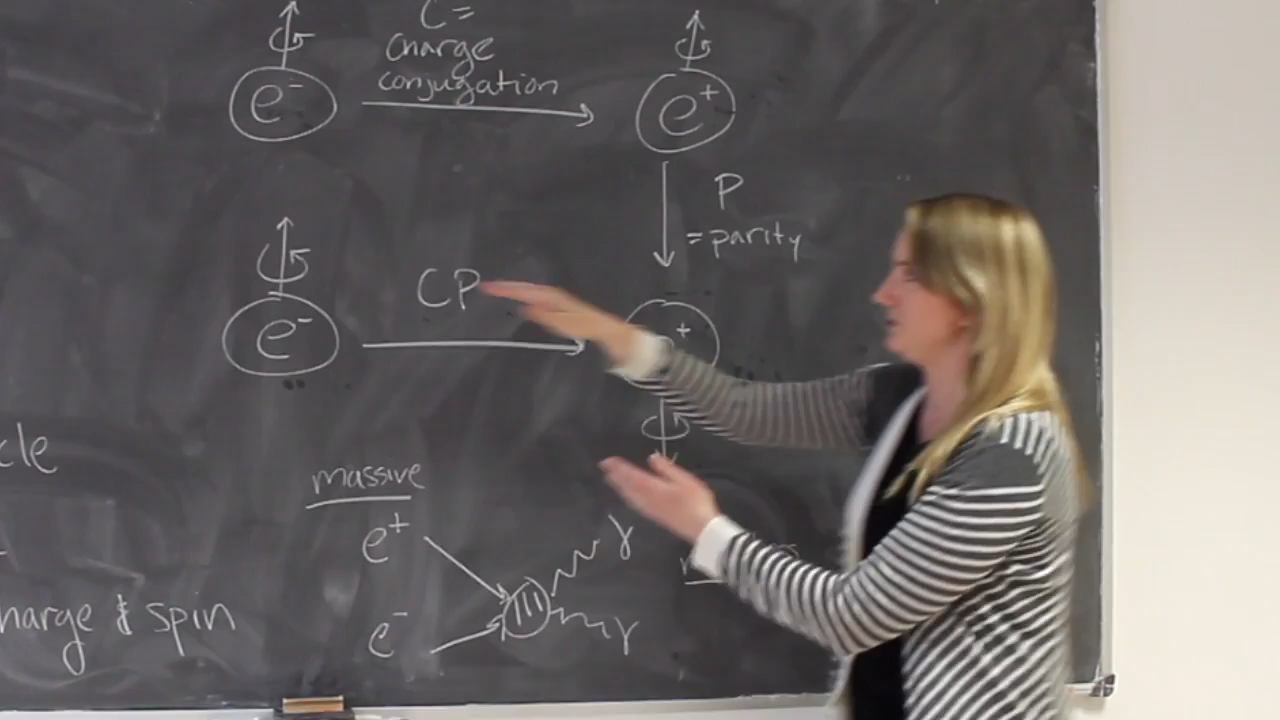 C =
charge
conjugation
e⁻
e⁺
P
= parity
CP
e⁻
+
cle
massive
e⁺
γ
e⁻
γ
harge & spin